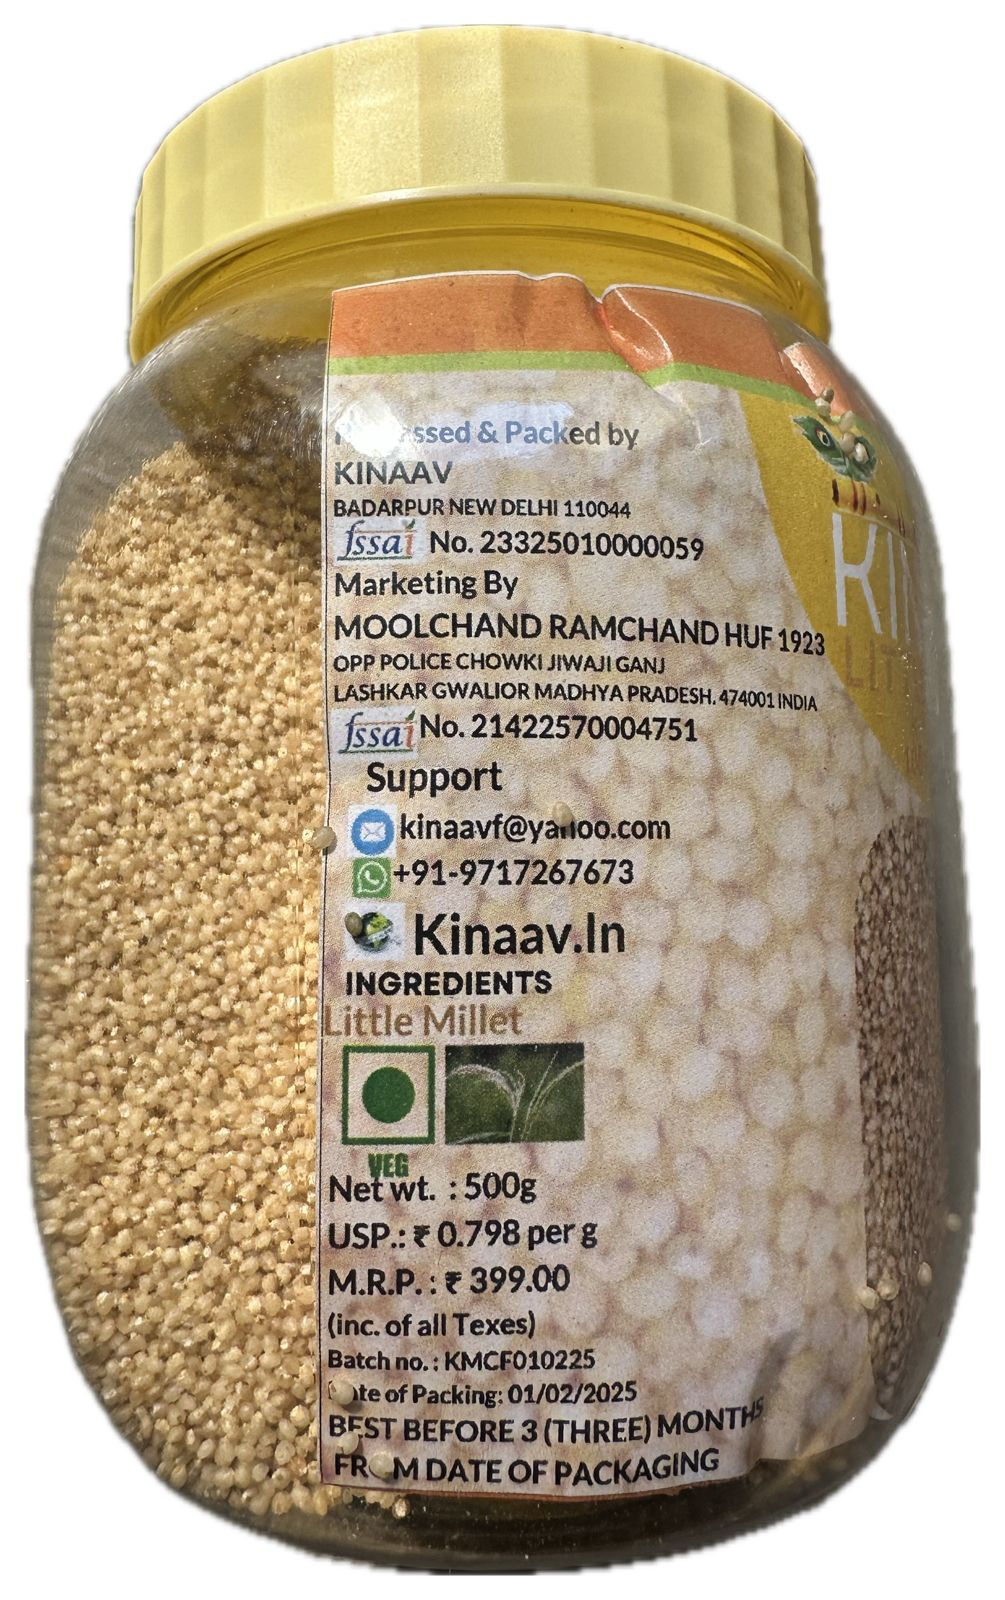 & Packed by
KINAAV
BADARPUR NEW DELHI 110044
fssai No. 23325010000059
Marketing By
MOOLCHAND RAMCHAND HUF 1923
OPP POLICE CHOWKI JIWAJI GANJ
LASHKAR GWALIOR MADHYA PRADESH. 474001 INDIA
fssai No. 21422570004751
Support
kinaavf@yahoo.com
+91-9717267673
Kinaav.In
INGREDIENTS
Little Millet
VEG
Net wt. : 500g
USP.: ₹ 0.798 per g
M.R.P. : ₹ 399.00
(inc. of all Texes)
Batch no. : KMCF010225
Date of Packing: 01/02/2025
BEST BEFORE 3 (THREE) MONTHS
FROM DATE OF PACKAGING